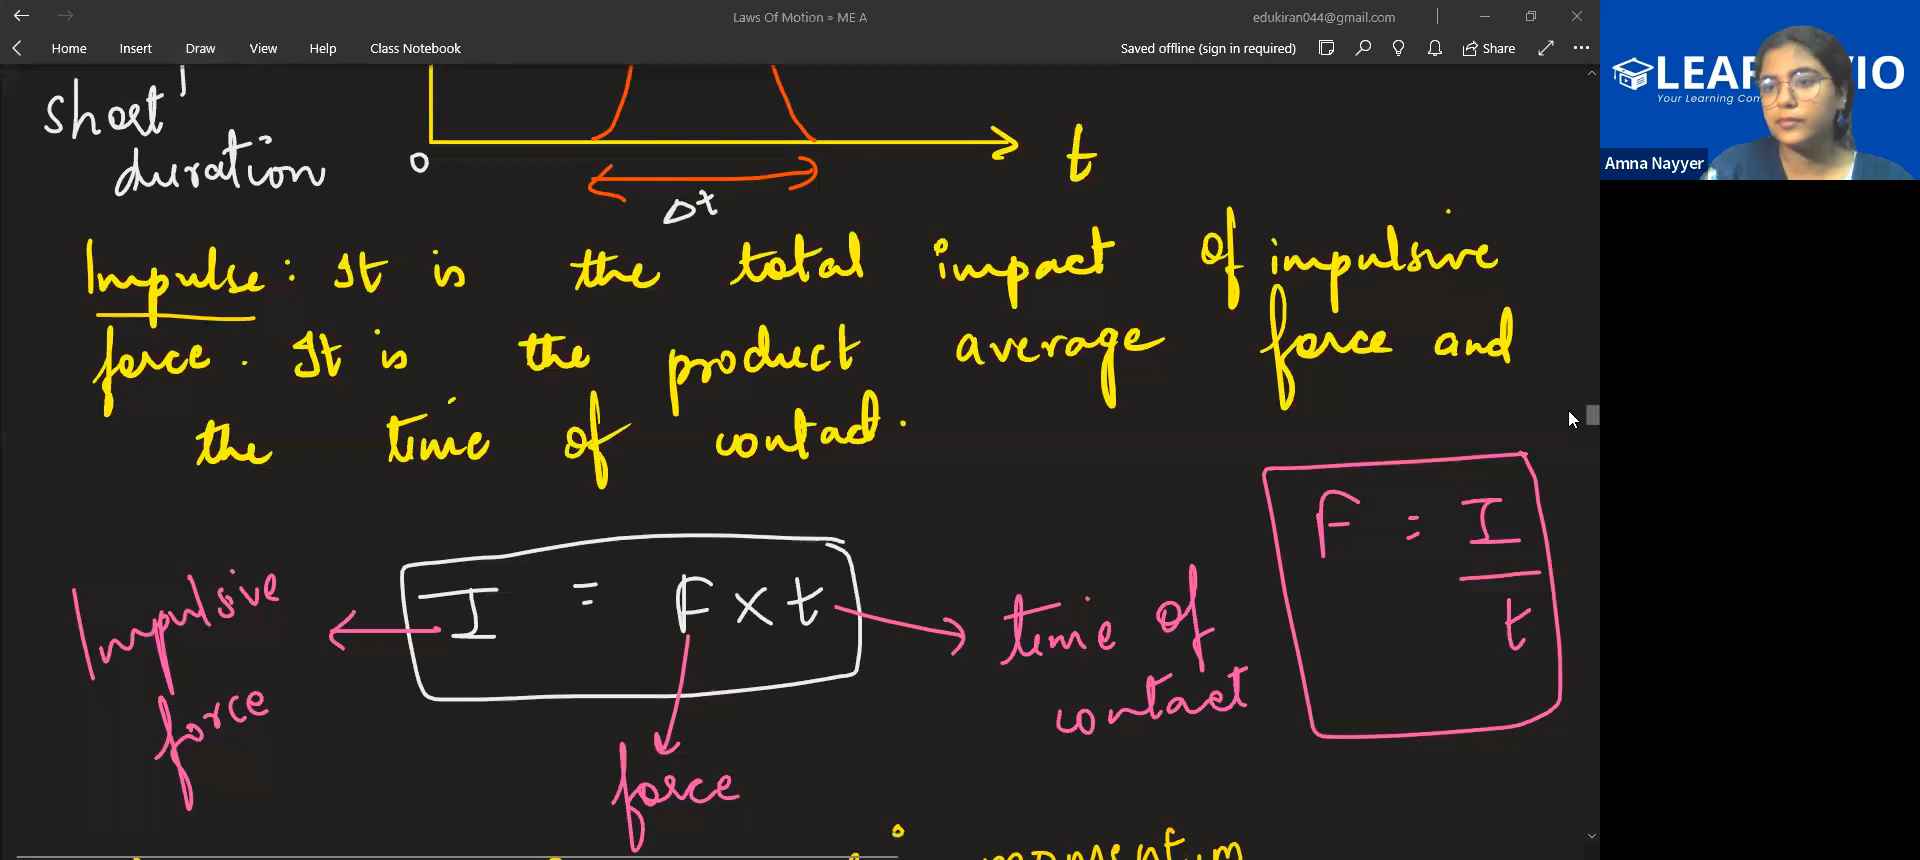 Laws Of Motion » ME A
edukiran044@gmail.com
Home Insert Draw View Help Class Notebook
Saved offline (sign in required) Share
Your Learning Com
Amna Nayyer
short
duration
0
t
Δt
Impulse: It is the total impact of impulsive
force. It is the product average force and
the time of contact.
F = I
t
I = F x t
Impulsive
force
time of
contact
force
momentum